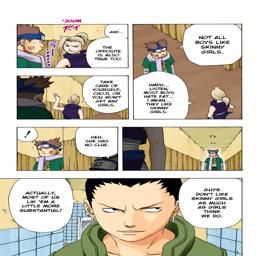 NOT ALL
BOYS LIKE
SKINNY
GIRLS.
-ZOOM
AND...
THE
OPPOSITE
IS ALSO
TRUE TOO.
HMPH...
LISTEN,
MOST BOYS
HATE FAT...
I MEAN...
THEY LIKE
SKINNY
GIRLS.
TAKE
CARE OF
YOURSELF,
CHOJI, OR
YOU WON'T
GET ANY
GIRLS.
HEH.
SHE HAS
NO CLUE.
!
GUYS
DON'T LIKE
SKINNY GIRLS
AS MUCH
AS GIRLS
THINK
WE DO.
ACTUALLY,
MOST OF US
LIK 'EM A
LITTLE MORE
SUBSTANTIAL!